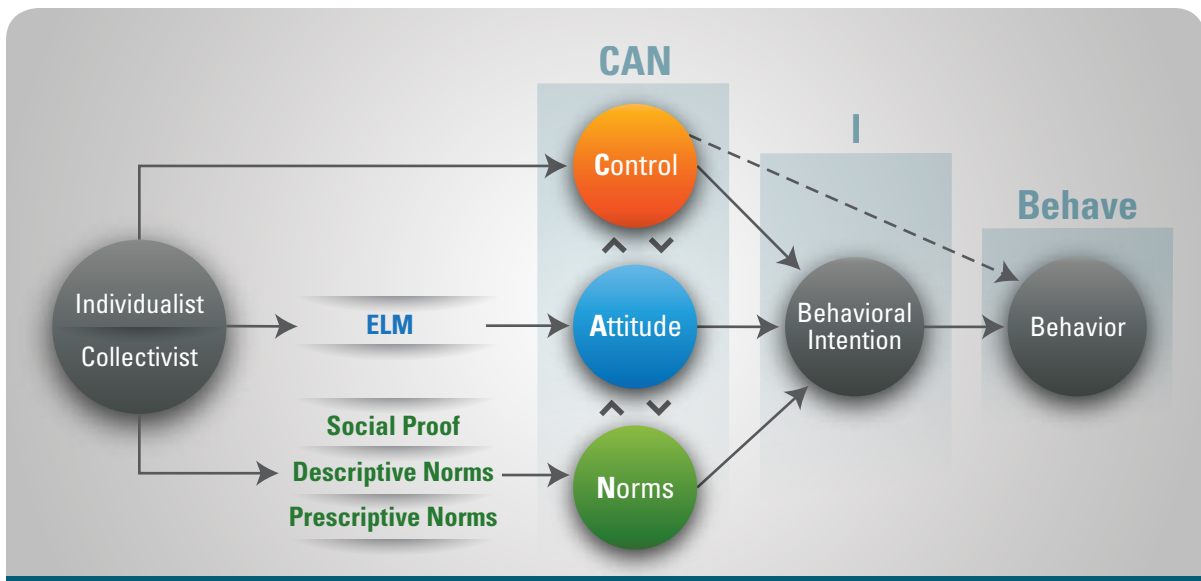 CAN
I
Behave
Individualist
Collectivist
ELM
Social Proof
Descriptive Norms
Prescriptive Norms
Control
Attitude
Norms
Behavioral
Intention
Behavior